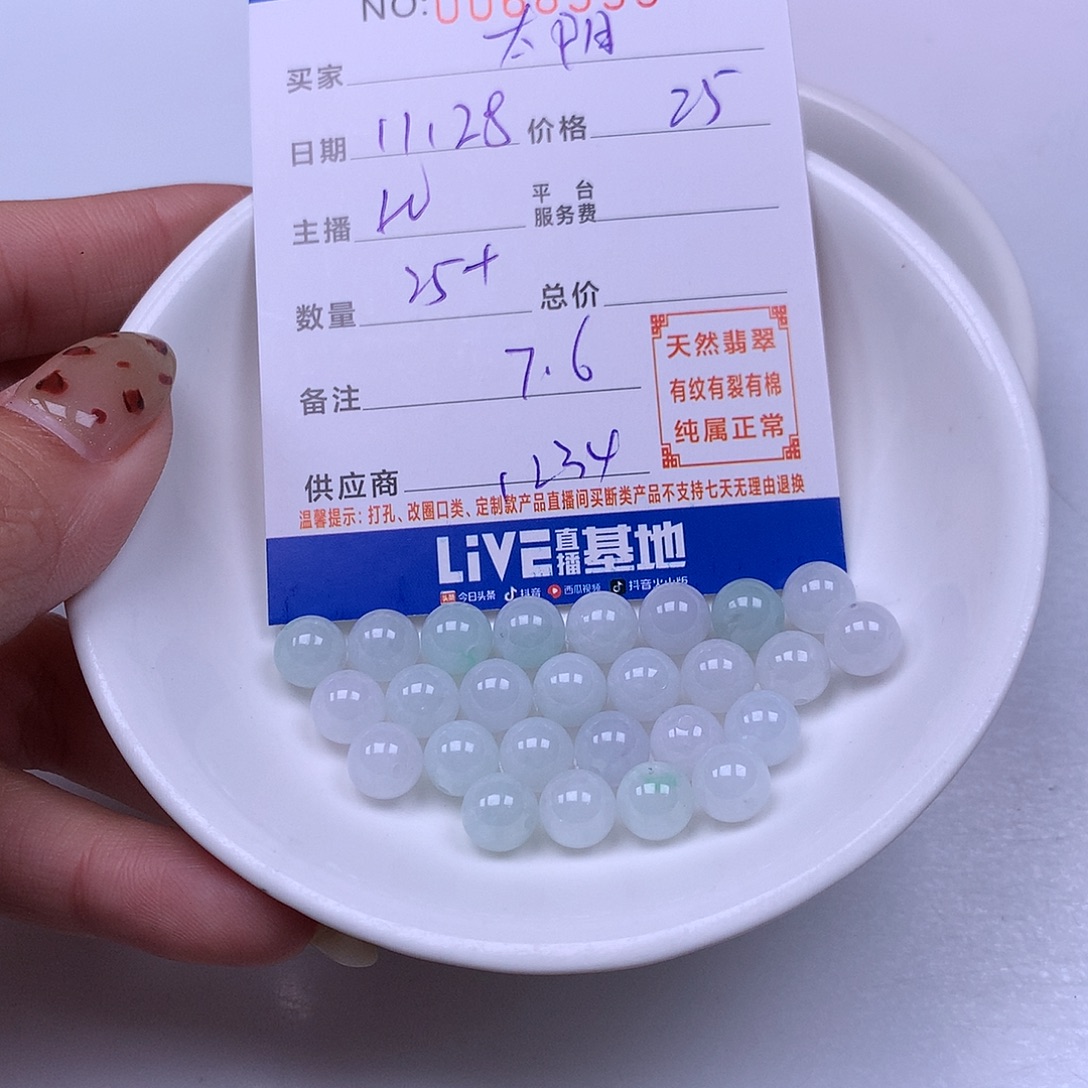 NO:
买家 太阳
日期 11.28 价格 25
主播 W 平台服务费
数量 25+ 总价
备注 7.6
天然翡翠
有纹有裂有棉
纯属正常
供应商 1234
温馨提示：打孔、改圈口类、定制款产品直播间买断类产品不支持七天无理由退换
LiVE直播基地
头条 今日头条 抖音 西瓜视频 抖音火山版